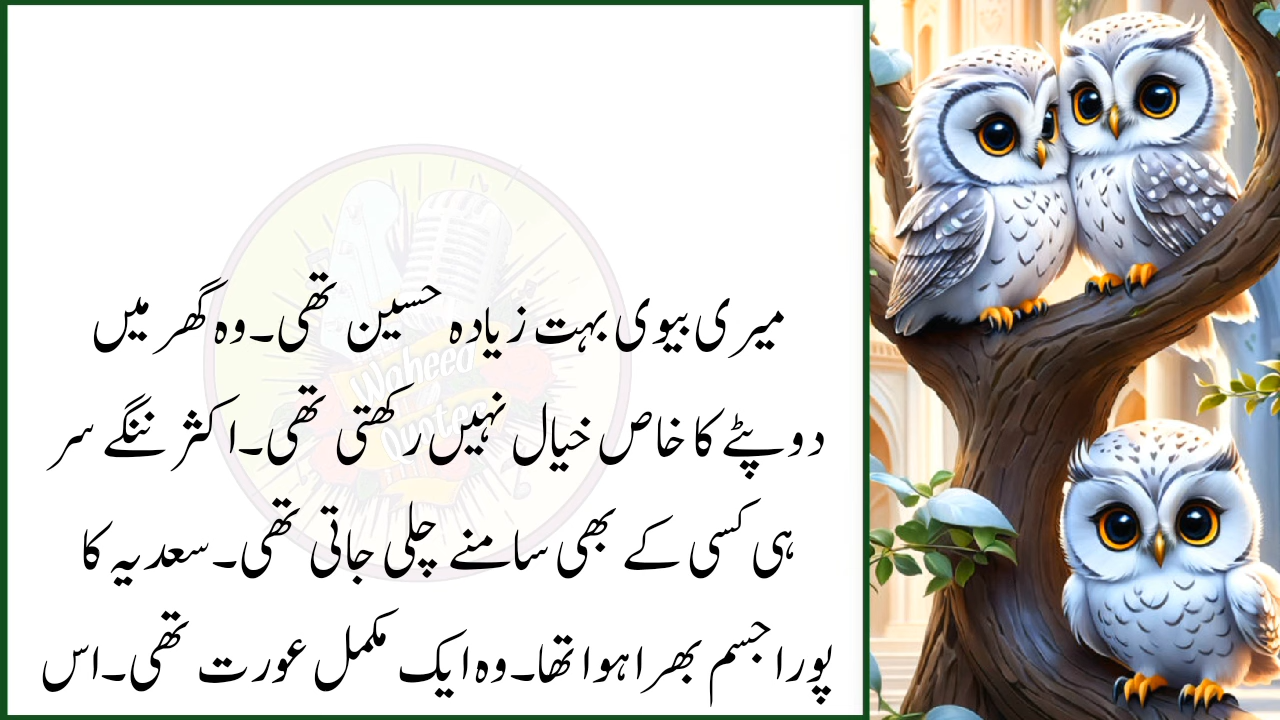 Waheed
Quotes
میری بیوی بہت زیادہ حسین تھی۔وہ گھر میں
دوپٹے کا خاص خیال نہیں رکھتی تھی۔اکثر ننگے سر
ہی کسی کے بھی سامنے چلی جاتی تھی۔سعدیہ کا
پورا جسم بھرا ہوا تھا۔وہ ایک مکمل عورت تھی۔اس